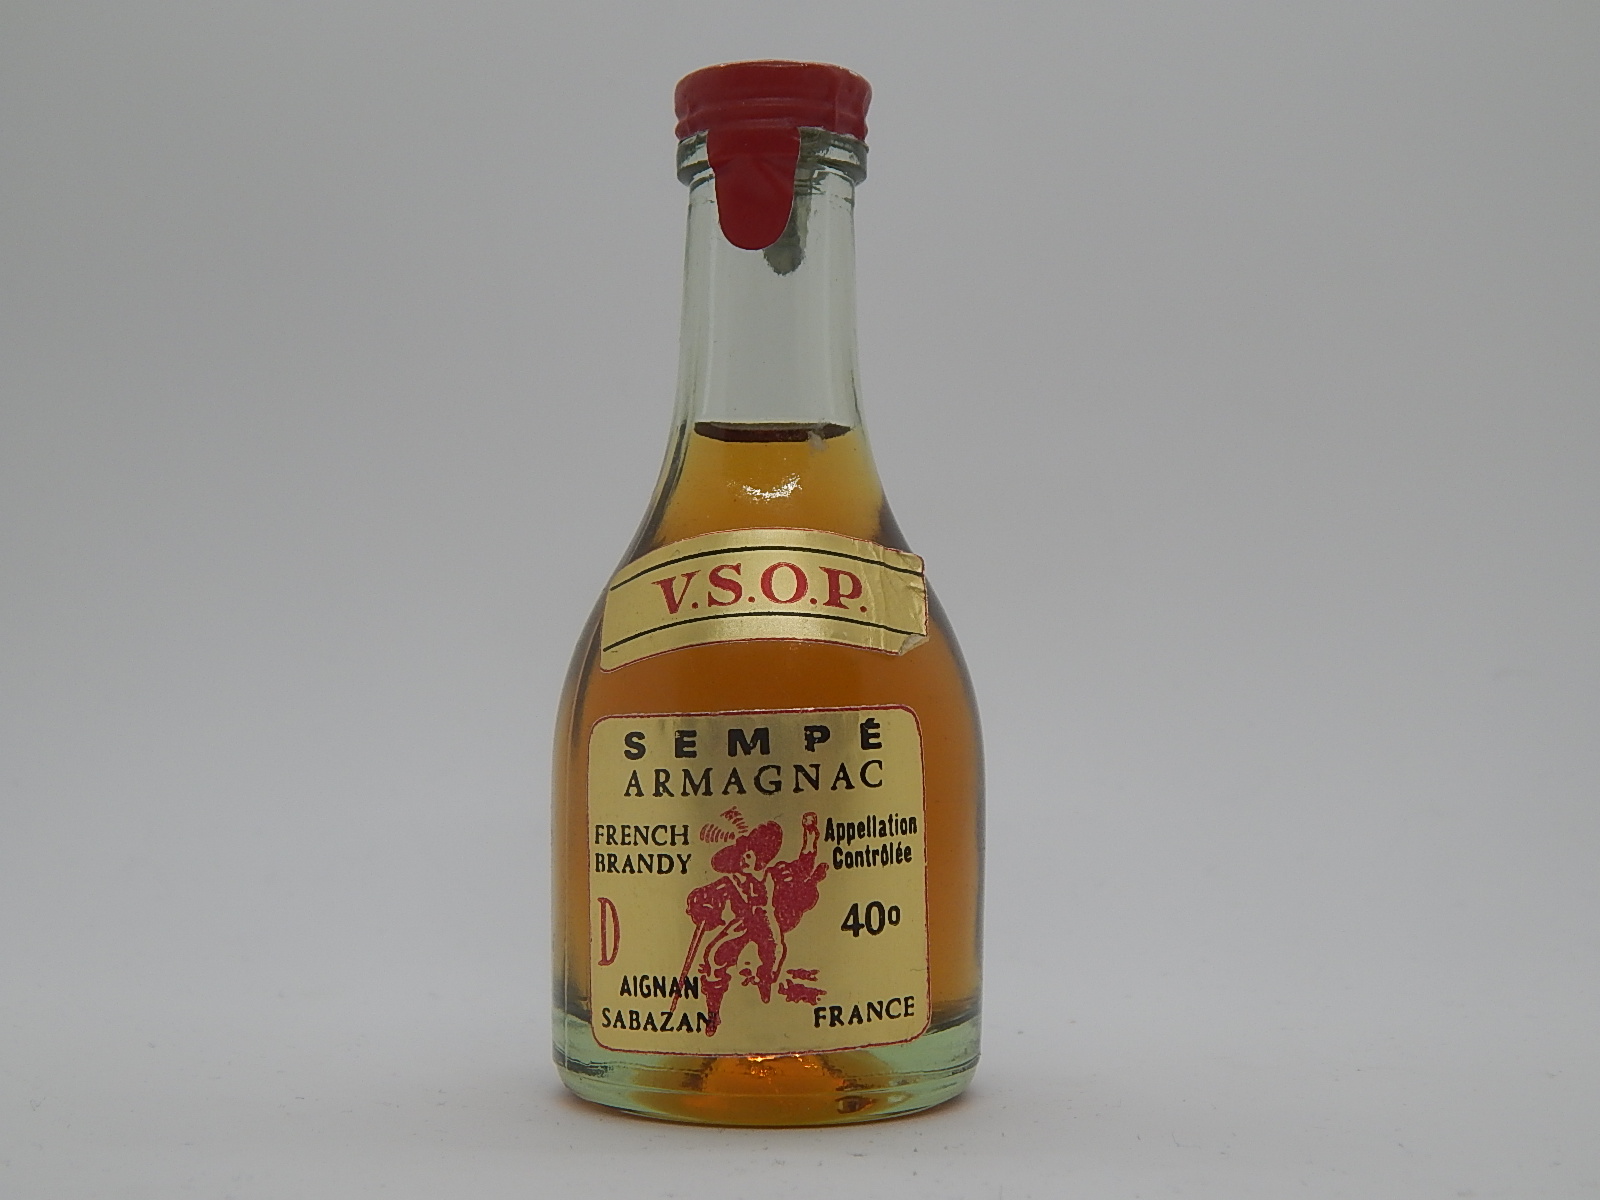 V.S.O.P.
SEMPÉ
ARMAGNAC
FRENCH
BRANDY
Appellation
Contrôlée
D
40º
AIGNAN
SABAZAN
FRANCE